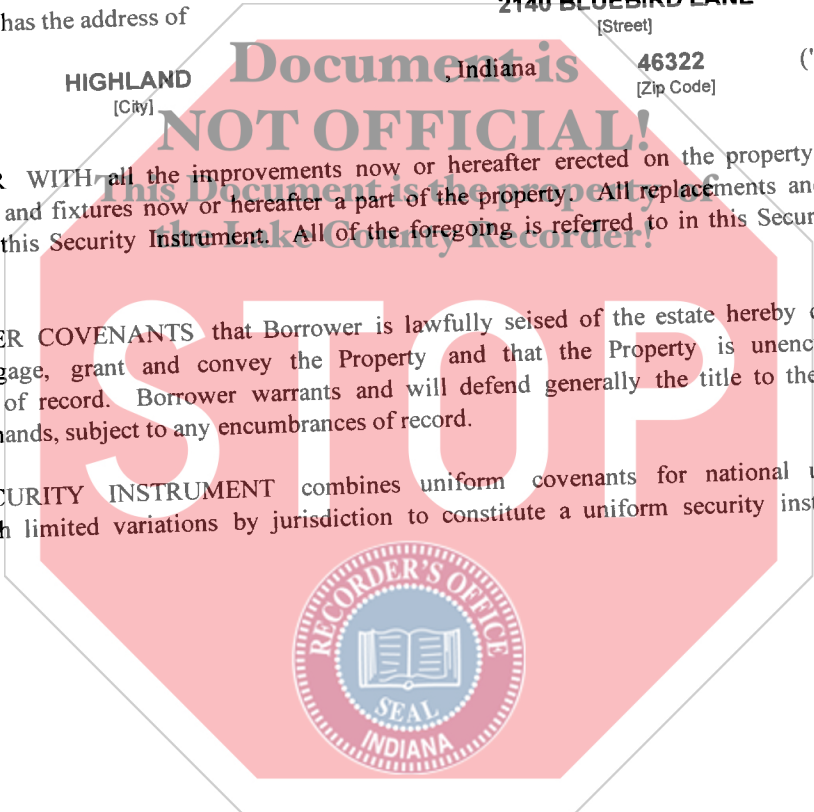 has the address of 2140 BLUEBIRD LANE
[Street]
HIGHLAND , Indiana 46322 ("
[City] [Zip Code]
Document is
NOT OFFICIAL!
This Document is the property of
the Lake County Recorder!
R WITH all the improvements now or hereafter erected on the property
and fixtures now or hereafter a part of the property. All replacements an
this Security Instrument. All of the foregoing is referred to in this Secur
STOP
ER COVENANTS that Borrower is lawfully seised of the estate hereby c
gage, grant and convey the Property and that the Property is unenc
of record. Borrower warrants and will defend generally the title to the
nands, subject to any encumbrances of record.
CURITY INSTRUMENT combines uniform covenants for national u
h limited variations by jurisdiction to constitute a uniform security inst
RECORDER'S OFFICE
SEAL
INDIANA